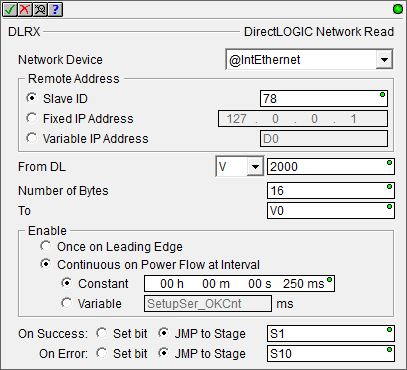 DLRX DirectLOGIC Network Read
Network Device @IntEthernet
Remote Address
Slave ID 78
Fixed IP Address 127 . 0 . 0 . 1
Variable IP Address D0
From DL V 2000
Number of Bytes 16
To V0
Enable
Once on Leading Edge
Continuous on Power Flow at Interval
Constant 00 h 00 m 00 s 250 ms
Variable SetupSer_OKCnt ms
On Success: Set bit JMP to Stage S1
On Error: Set bit JMP to Stage S10